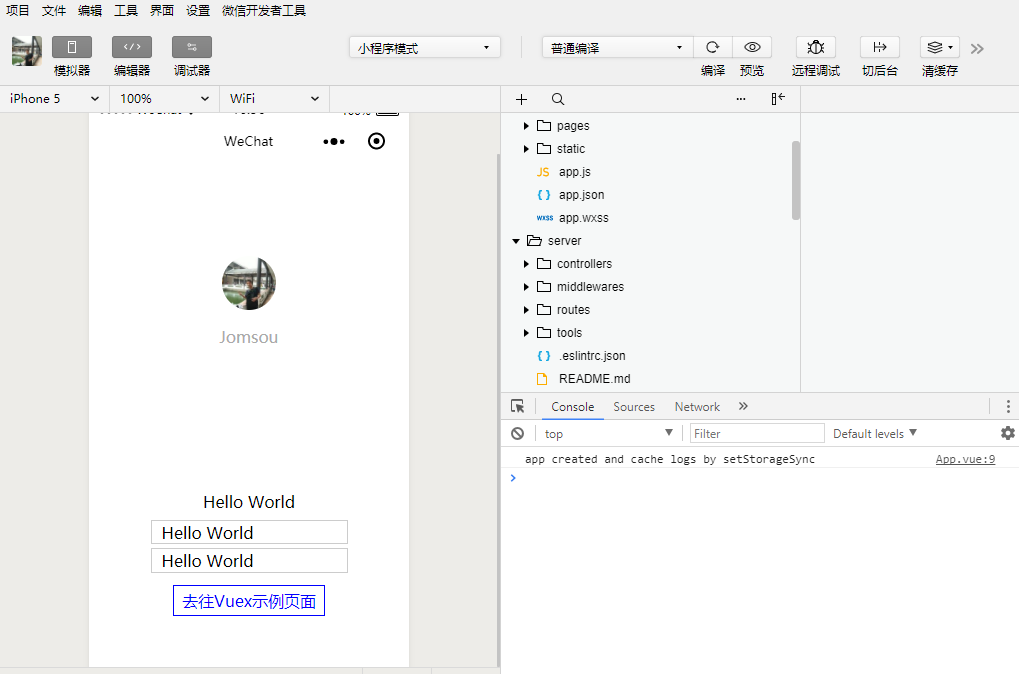 项目 文件 编辑 工具 界面 设置 微信开发者工具
小程序模式 普通编译
模拟器 编辑器 调试器 编译 预览 远程调试 切后台 清缓存
iPhone 5 100% WiFi
WeChat
Jomsou
Hello World
Hello World
Hello World
去往Vuex示例页面
pages
static
JS app.js
{ } app.json
wxss app.wxss
server
controllers
middlewares
routes
tools
{ } .eslintrc.json
README.md
Console Sources Network
top Filter Default levels
app created and cache logs by setStorageSync App.vue:9